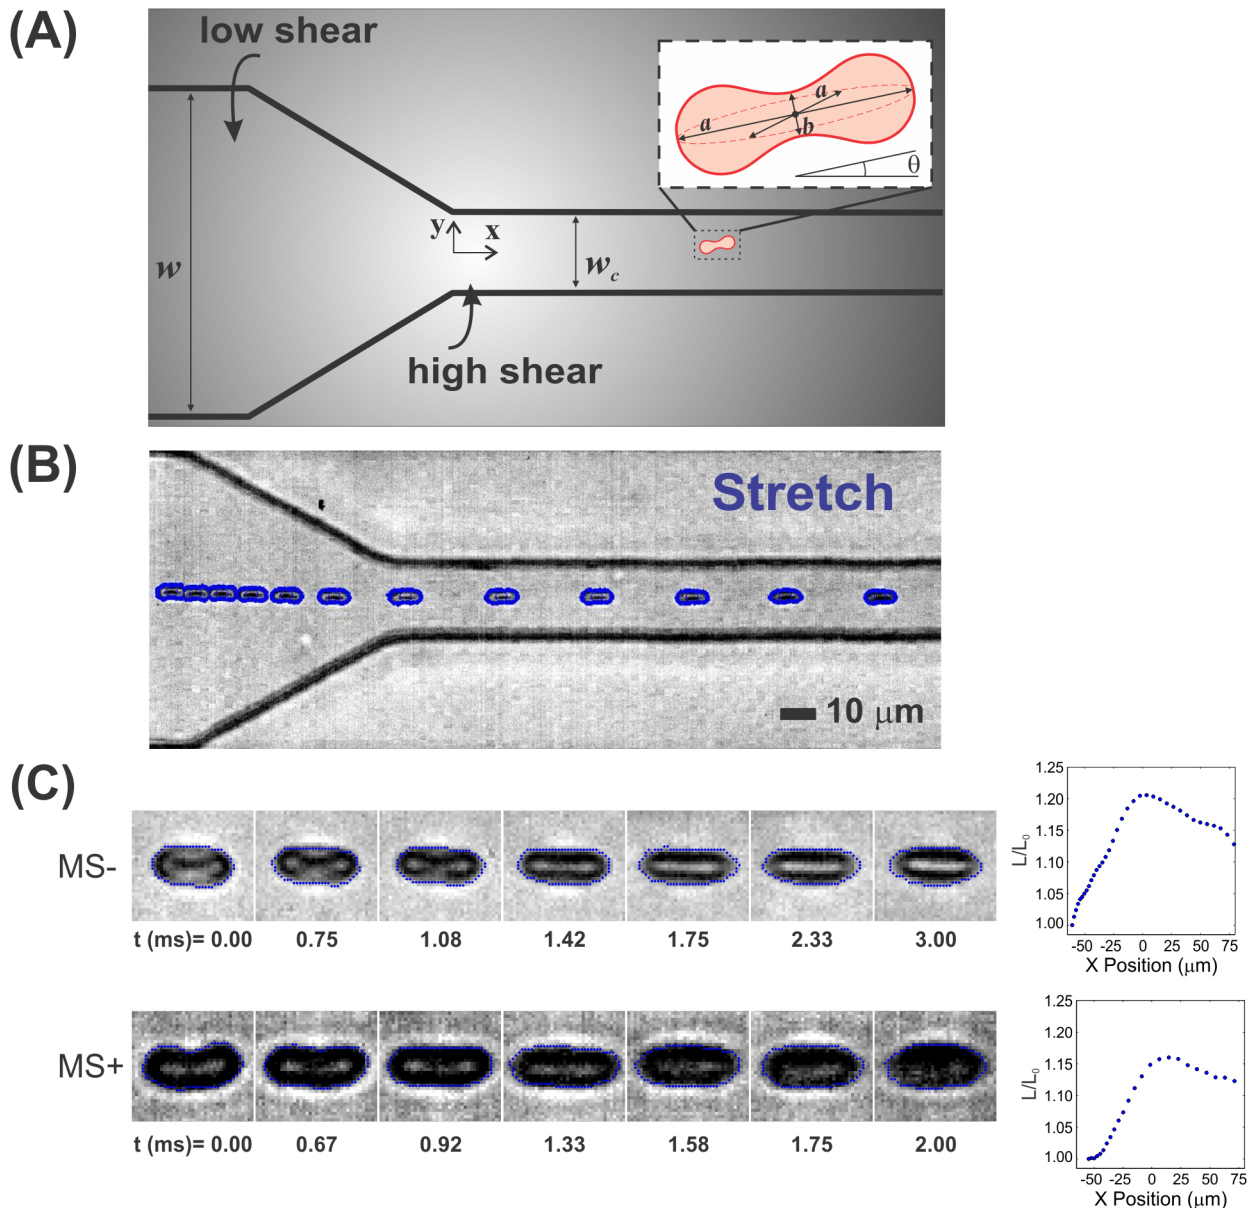 (A)
low shear
w
y
x
w_c
high shear
a
a
b
θ
(B)
Stretch
10 μm
(C)
MS-
t (ms)= 0.00 0.75 1.08 1.42 1.75 2.33 3.00
1.25
1.20
1.15
1.10
1.05
1.00
L/L₀
-50 -25 0 25 50 75
X Position (μm)
MS+
t (ms)= 0.00 0.67 0.92 1.33 1.58 1.75 2.00
1.25
1.20
1.15
1.10
1.00
L/L₀
-50 -25 0 25 50 75
X Position (μm)